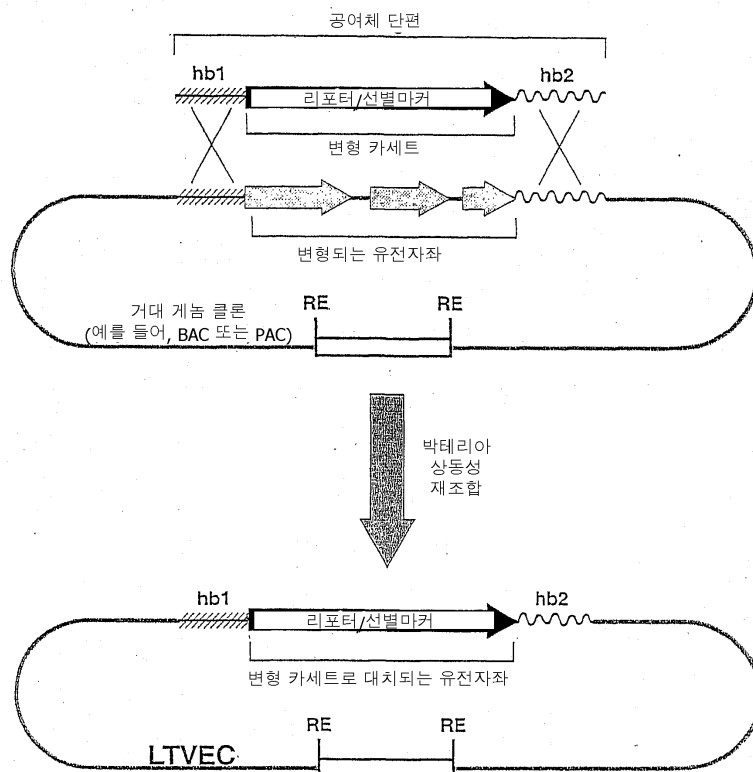 공여체 단편
hb1
hb2
리포터/선별마커
변형 카세트
변형되는 유전자좌
거대 게놈 클론
(예를 들어, BAC 또는 PAC)
RE
RE
박테리아
상동성
재조합
hb1
hb2
리포터/선별마커
변형 카세트로 대치되는 유전자좌
RE
RE
LTVEC